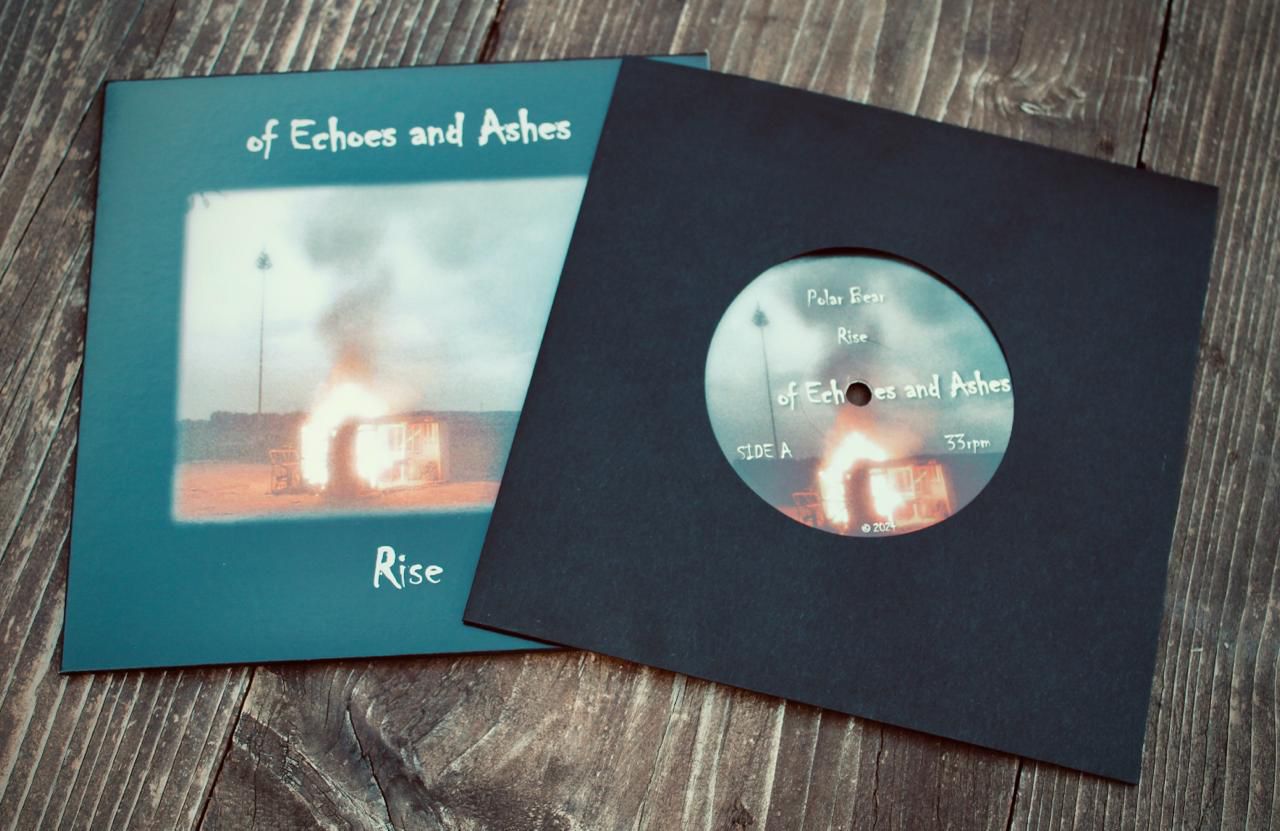 of Echoes and Ashes
Rise
Polar Bear
Rise
of Echoes and Ashes
SIDE A
33rpm
© 2024